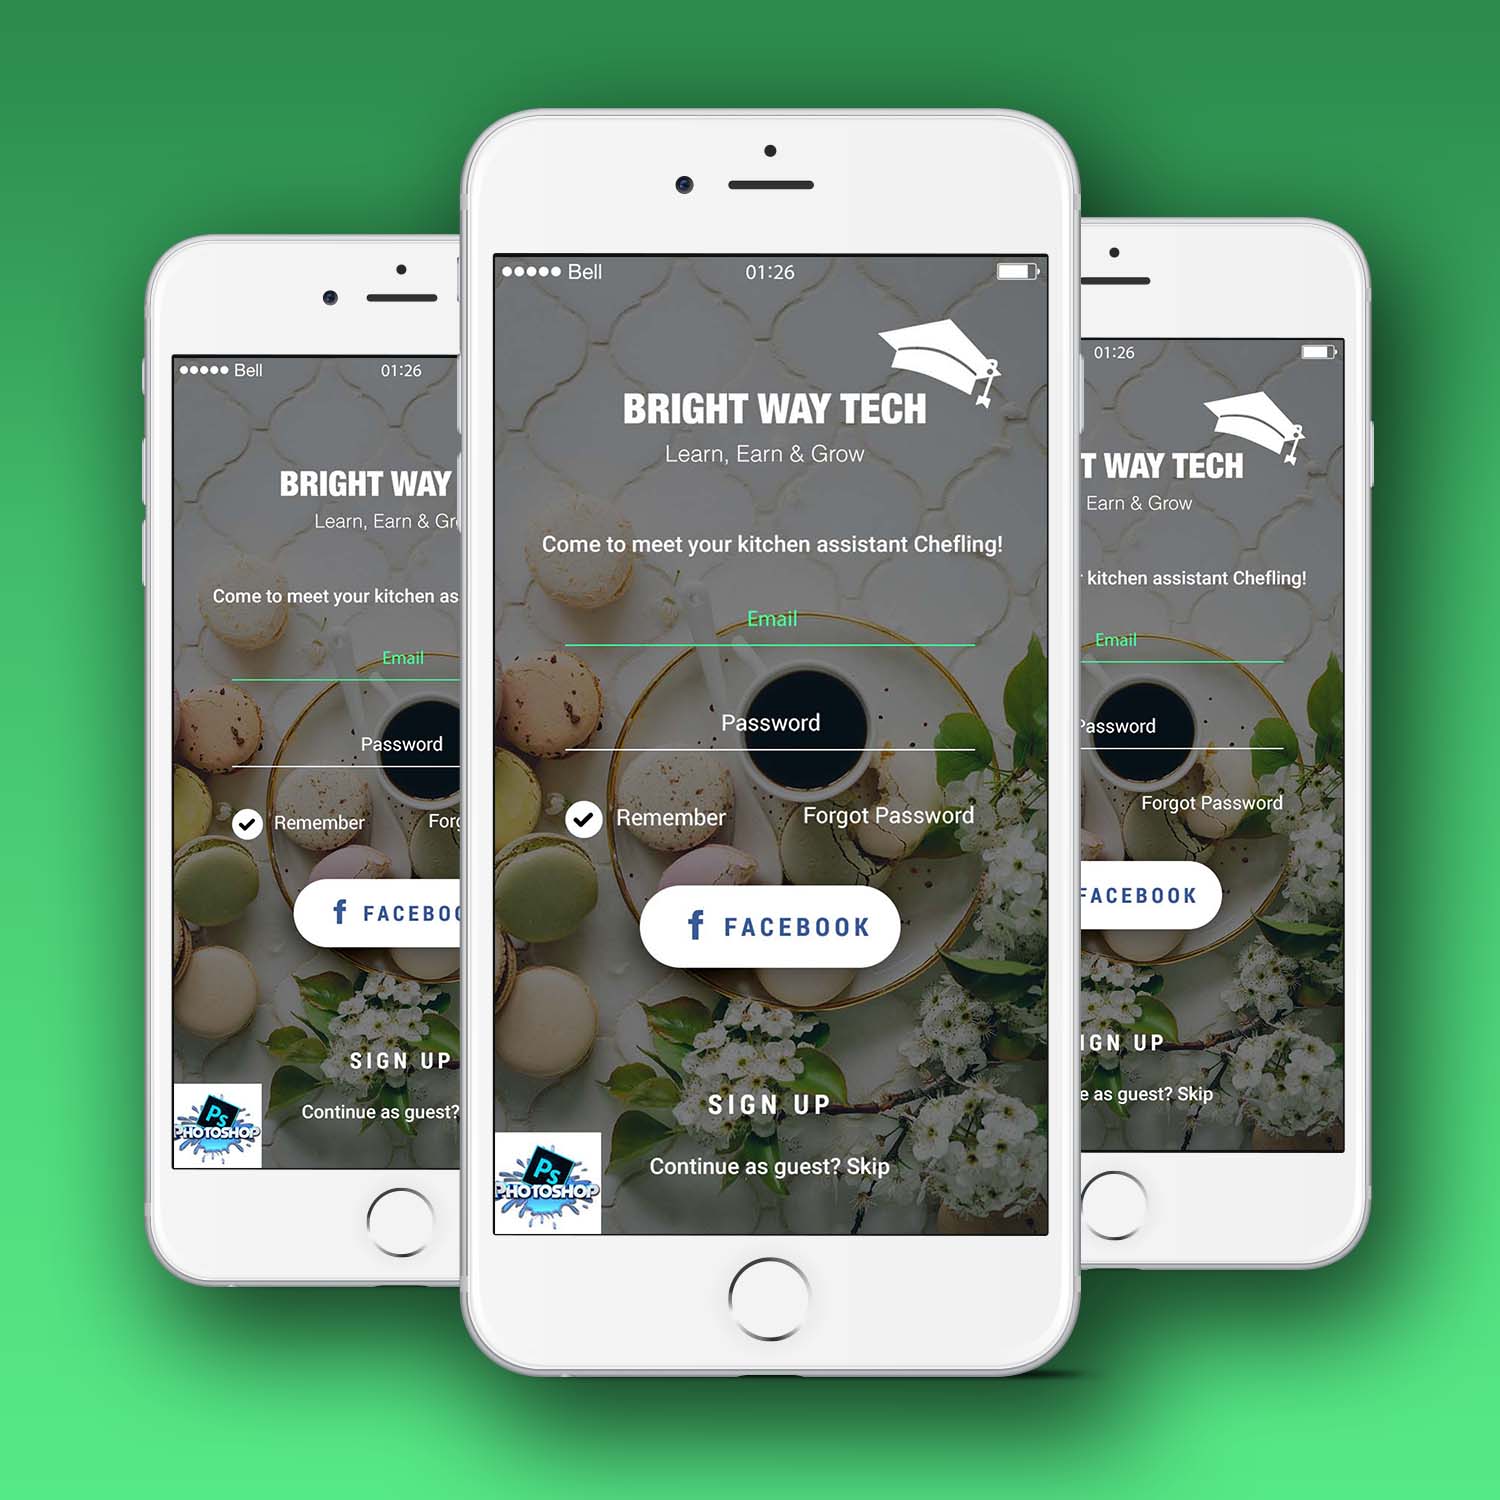 ●●●●● Bell 01:26
BRIGHT WAY
Learn, Earn & Gr
Come to meet your kitchen as
Email
Password
Remember Forg
f FACEBOO
SIGN UP
Continue as guest?
Ps
PHOTOSHOP
●●●●● Bell 01:26
BRIGHT WAY TECH
Learn, Earn & Grow
Come to meet your kitchen assistant Chefling!
Email
Password
Remember Forgot Password
f FACEBOOK
SIGN UP
Continue as guest? Skip
Ps
PHOTOSHOP
01:26
T WAY TECH
Earn & Grow
kitchen assistant Chefling!
Email
Password
Forgot Password
FACEBOOK
IGN UP
e as guest? Skip